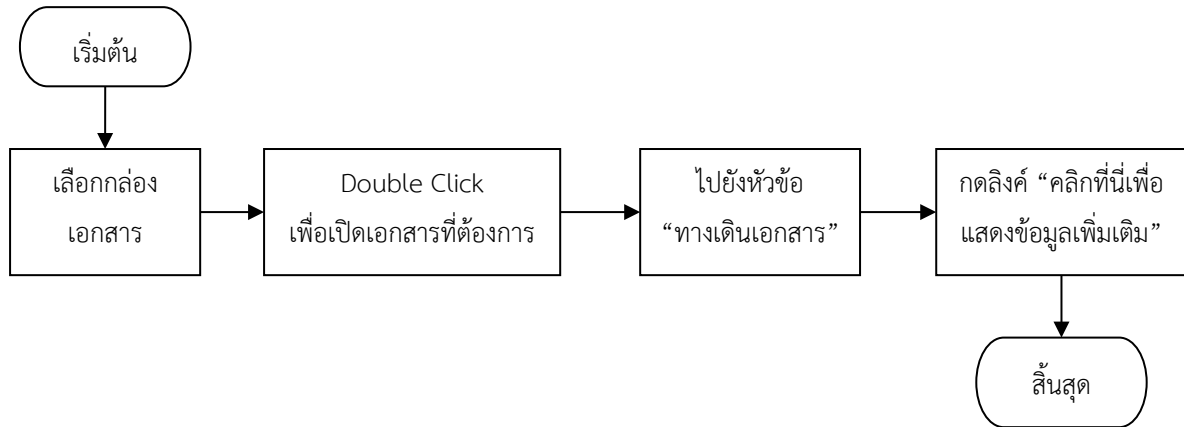 เริ่มต้น
เลือกกล่อง
เอกสาร
Double Click
เพื่อเปิดเอกสารที่ต้องการ
ไปยังหัวข้อ
“ทางเดินเอกสาร”
กดลิงค์ “คลิกที่นี่เพื่อ
แสดงข้อมูลเพิ่มเติม”
สิ้นสุด